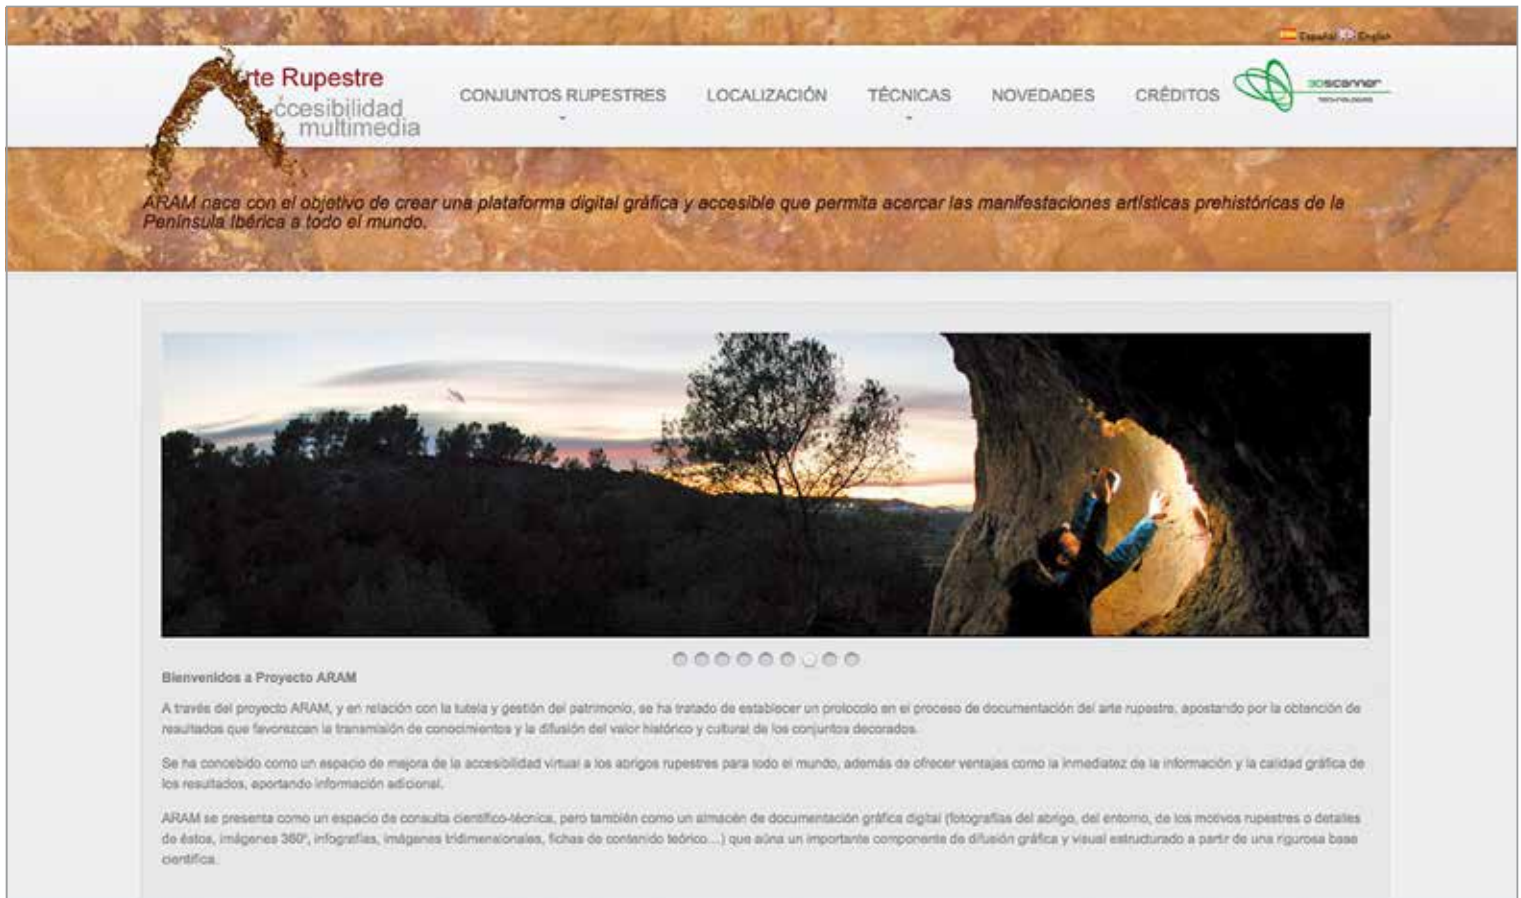 Español English
Arte Rupestre
y
Accesibilidad
multimedia
CONJUNTOS RUPESTRES LOCALIZACIÓN TÉCNICAS NOVEDADES CRÉDITOS
3DSCANNER
TECHNOLOGIES
ARAM nace con el objetivo de crear una plataforma digital gráfica y accesible que permita acercar las manifestaciones artísticas prehistóricas de la
Península Ibérica a todo el mundo.
Bienvenidos a Proyecto ARAM
A través del proyecto ARAM, y en relación con la tutela y gestión del patrimonio, se ha tratado de establecer un protocolo en el proceso de documentación del arte rupestre, apostando por la obtención de
resultados que favorezcan la transmisión de conocimientos y la difusión del valor histórico y cultural de los conjuntos decorados.
Se ha concebido como un espacio de mejora de la accesibilidad virtual a los abrigos rupestres para todo el mundo, además de ofrecer ventajas como la inmediatez de la información y la calidad gráfica de
los resultados, aportando información adicional.
ARAM se presenta como un espacio de consulta científico-técnica, pero también como un almacén de documentación gráfica digital (fotografías del abrigo, del entorno, de los motivos rupestres o detalles
de éstos, imágenes 360º, infografías, imágenes tridimensionales, fichas de contenido teórico…) que aúna un importante componente de difusión gráfica y visual estructurado a partir de una rigurosa base
científica.